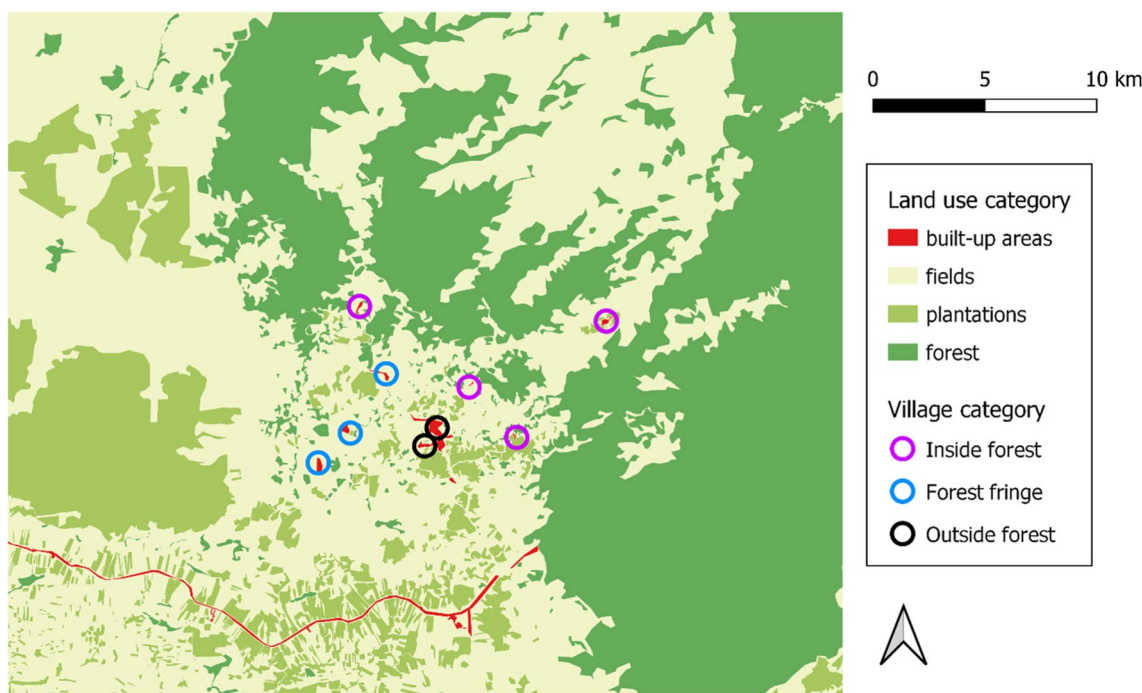 0 5 10 km
Land use category
built-up areas
fields
plantations
forest
Village category
Inside forest
Forest fringe
Outside forest